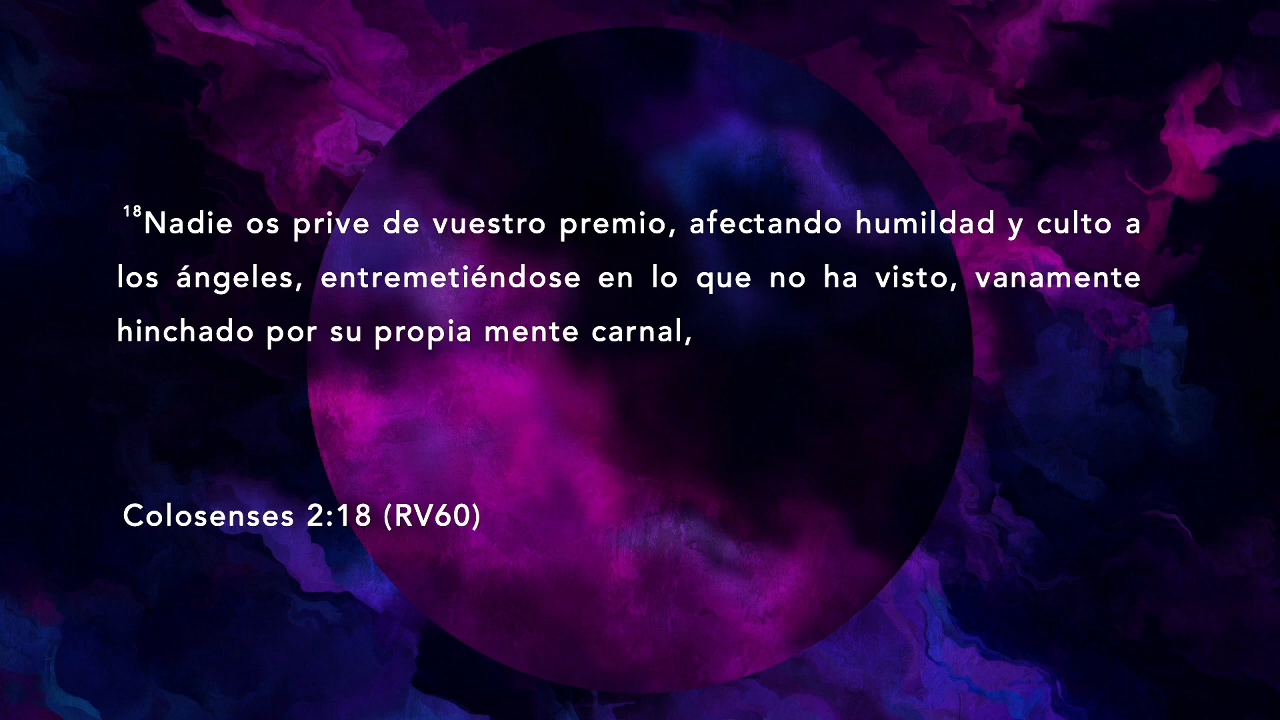 ¹⁸Nadie os prive de vuestro premio, afectando humildad y culto a
los ángeles, entremetiéndose en lo que no ha visto, vanamente
hinchado por su propia mente carnal,
Colosenses 2:18 (RV60)